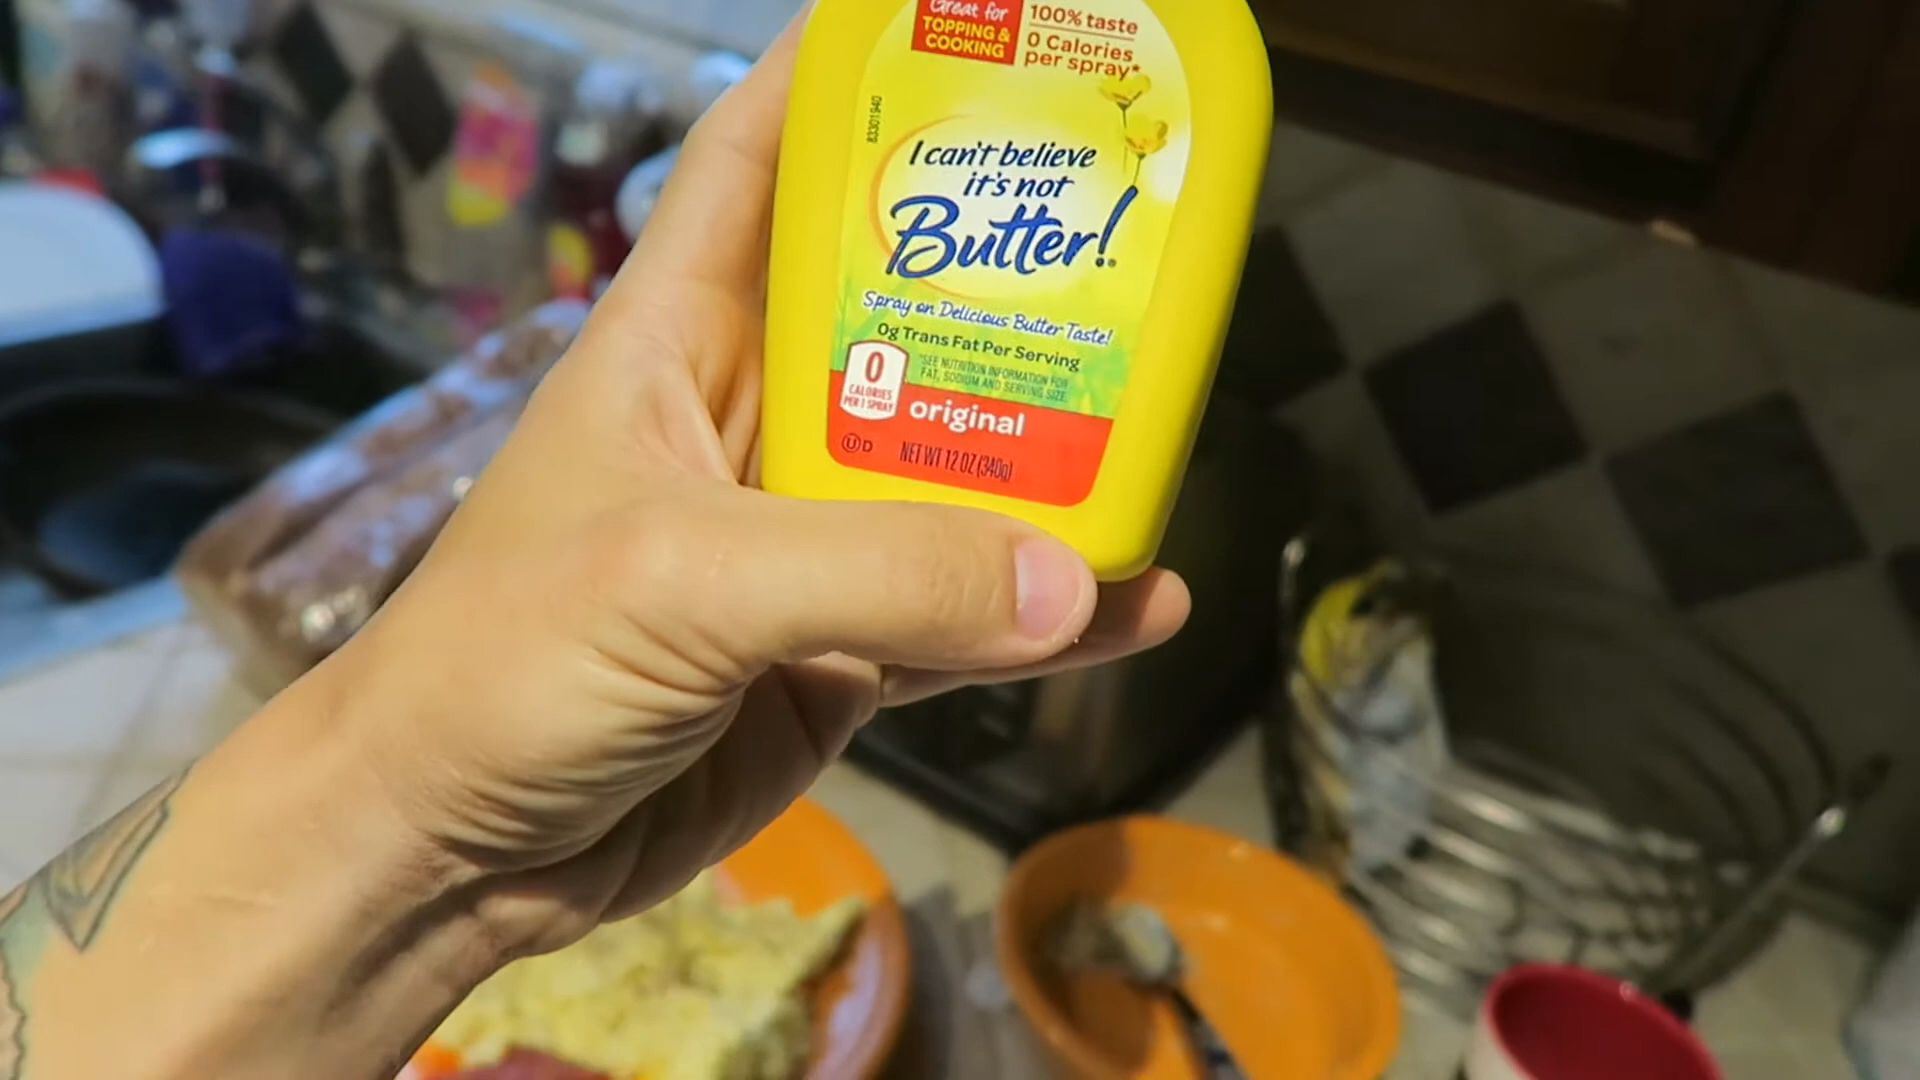 Great for
TOPPING &
COOKING
100% taste
0 Calories
per spray*
83301940
I can't believe
it's not
Butter!®
Spray on Delicious Butter Taste!
0g Trans Fat Per Serving
*SEE NUTRITION INFORMATION FOR
FAT, SODIUM AND SERVING SIZE.
0
CALORIES
PER 1 SPRAY
original
U D
NET WT 12 OZ (340g)